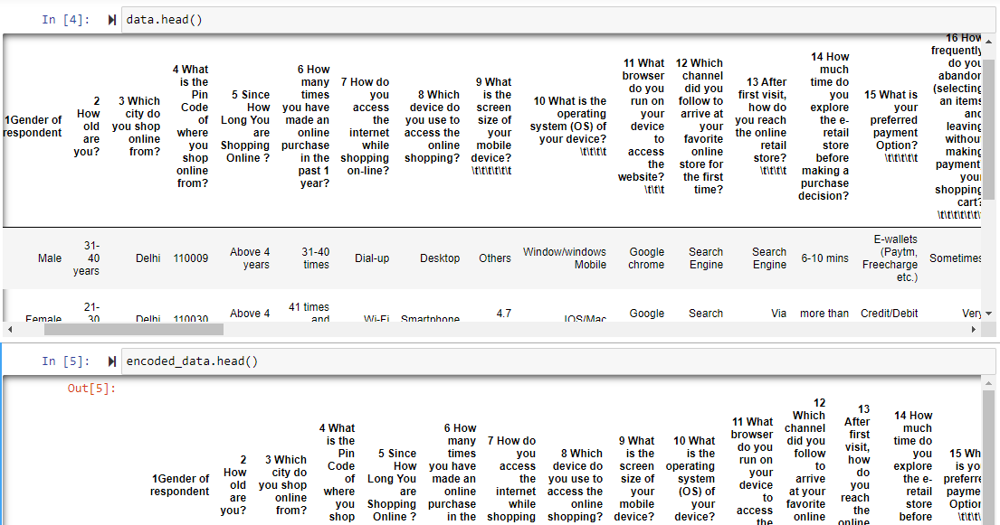 In [4]:
data.head()
1Gender of
respondent
2
How
old
are
you?
3 Which
city do
you shop
online
from?
4 What
is the
Pin
Code
of
where
you
shop
online
from?
5 Since
How
Long You
are
Shopping
Online ?
6 How
many
times
you have
made an
online
purchase
in the
past 1
year?
7 How do
you
access
the
internet
while
shopping
on-line?
8 Which
device do
you use to
access the
online
shopping?
9 What
is the
screen
size of
your
mobile
device?
\t\t\t\t\t\t
10 What is the
operating
system (OS) of
your device?
\t\t\t\t
11 What
browser
do you
run on
your
device
to
access
the
website?
\t\t\t
12 Which
channel
did you
follow to
arrive at
your
favorite
online
store for
the first
time?
13 After
first visit,
how do
you reach
the online
retail
store?
\t\t\t\t
14 How
much
time do
you
explore
the e-
retail
store
before
making a
purchase
decision?
15 What is
your
preferred
payment
Option?
\t\t\t\t\t
16 How
frequently
do you
abandon
(selecting
an items
and
leaving
without
making
payment
your
shopping
cart?
\t\t\t\t\t\t\
Male
31-
40
years
Delhi
110009
Above 4
years
31-40
times
Dial-up
Desktop
Others
Window/windows
Mobile
Google
chrome
Search
Engine
Search
Engine
6-10 mins
E-wallets
(Paytm,
Freecharge
etc.)
Sometimes
Female
21-
30
Delhi
110030
Above 4
41 times
and
Wi-Fi
Smartphone
4.7
IOS/Mac
Google
Search
Via
more than
Credit/Debit
Very
In [5]:
encoded_data.head()
Out[5]:
1Gender of
respondent
2
How
old
are
you?
3 Which
city do
you shop
online
from?
4 What
is the
Pin
Code
of
where
you
shop
5 Since
How
Long You
are
Shopping
Online ?
6 How
many
times
you have
made an
online
purchase
in the
7 How do
you
access
the
internet
while
shopping
8 Which
device do
you use to
access the
online
shopping?
9 What
is the
screen
size of
your
mobile
device?
10 What
is the
operating
system
(OS) of
your
device?
11 What
browser
do you
run on
your
device
to
access
the
12
Which
channel
did you
follow
to
arrive
at your
favorite
online
13
After
first
visit,
how
do
you
reach
the
online
14 How
much
time do
you
explore
the e-
retail
store
before
15 Wh
is yo
preferre
payme
Option
\t\t\